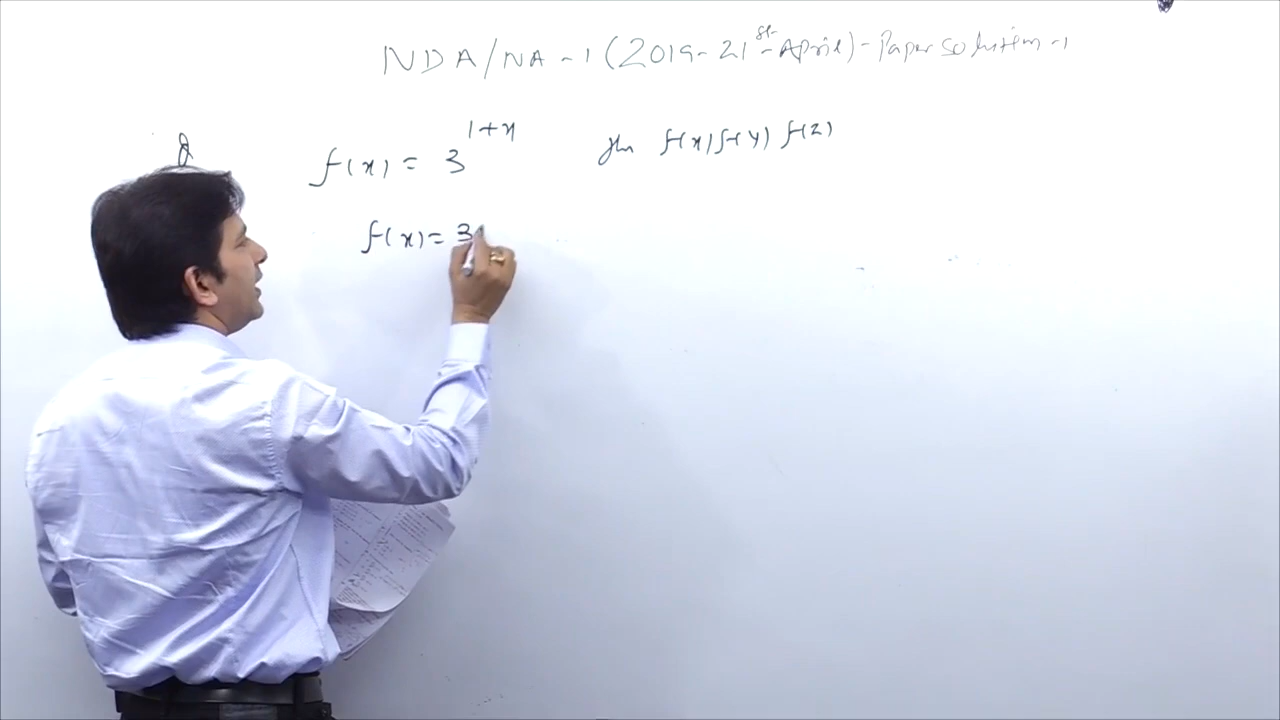 NDA/NA - 1 (2019 - 21st April) - Paper Solution - 1
f(x) = 3^{1+x} then f(x) f(y) f(z)
f(x) = 3